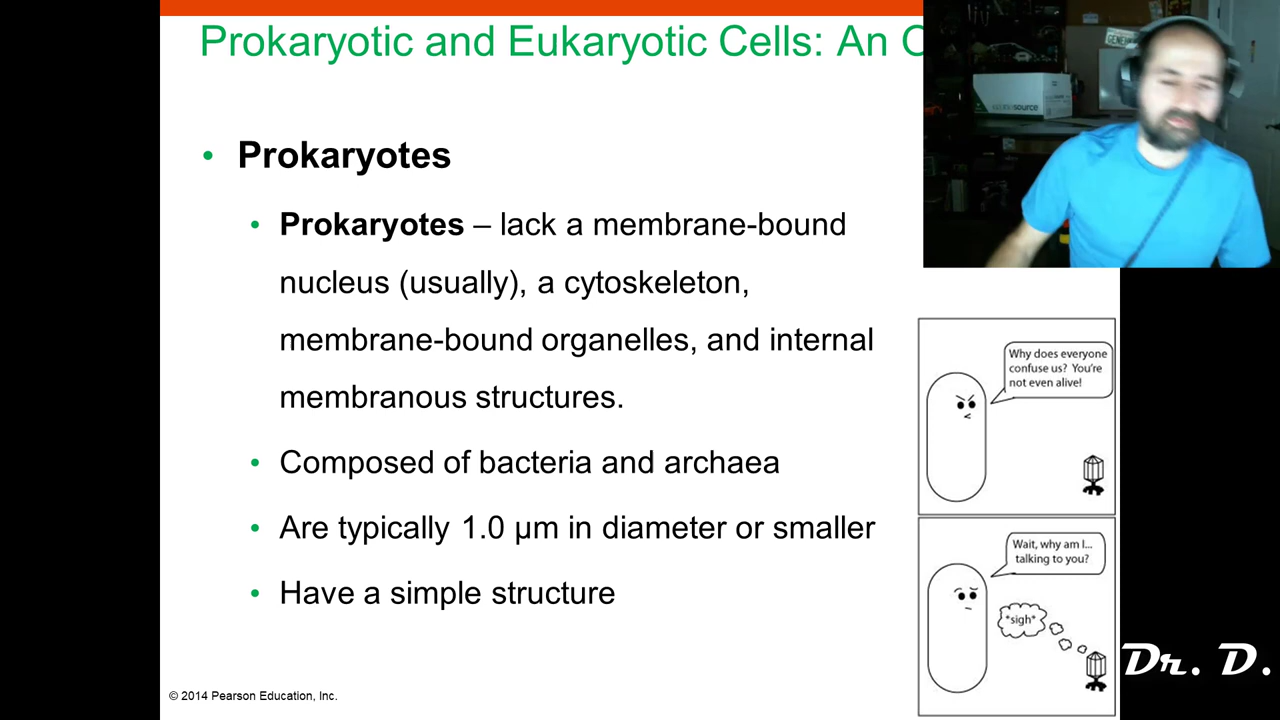 Prokaryotic and Eukaryotic Cells: An
• Prokaryotes
• Prokaryotes – lack a membrane-bound
nucleus (usually), a cytoskeleton,
membrane-bound organelles, and internal
membranous structures.
• Composed of bacteria and archaea
• Are typically 1.0 µm in diameter or smaller
• Have a simple structure
Why does everyone
confuse us? You're
not even alive!
Wait, why am I...
talking to you?
*sigh*
Dr. D.
© 2014 Pearson Education, Inc.